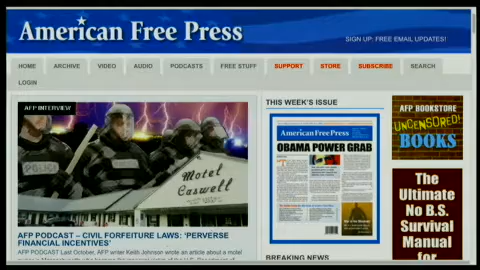 American Free Press
SIGN UP: FREE EMAIL UPDATES!
HOME ARCHIVE VIDEO AUDIO PODCASTS FREE STUFF SUPPORT STORE SUBSCRIBE SEARCH
LOGIN
AFP INTERVIEW
POLICE
Motel
Caswell
AFP PODCAST – CIVIL FORFEITURE LAWS: 'PERVERSE
FINANCIAL INCENTIVES'
AFP PODCAST Last October, AFP writer Keith Johnson wrote an article about a motel
THIS WEEK'S ISSUE
American Free Press
OBAMA POWER GRAB
BREAKING NEWS
AFP BOOKSTORE
UNCENSORED!
BOOKS
The
Ultimate
No B.S.
Survival
Manual
for